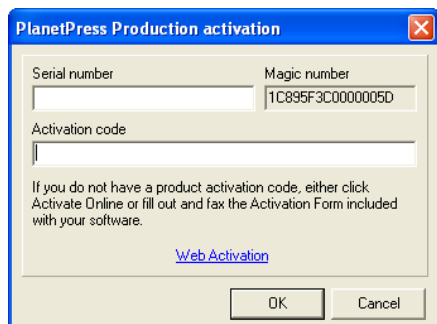 PlanetPress Production activation
Serial number Magic number
1C895F3C0000005D
Activation code
If you do not have a product activation code, either click
Activate Online or fill out and fax the Activation Form included
with your software.
Web Activation
OK Cancel